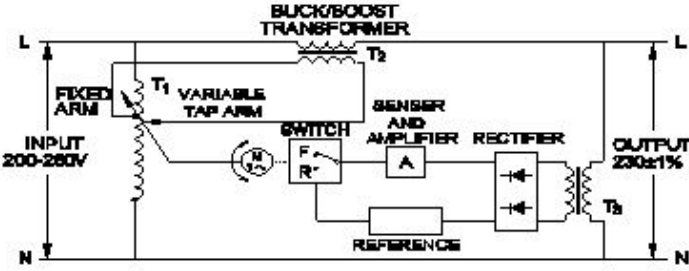 BUCK/BOOST
TRANSFORMER
L
L
T2
T1
FIXED
ARM
VARIABLE
TAP ARM
SENSER
AND
AMPLIFIER
SWITCH
RECTIFIER
INPUT
200-260V
OUTPUT
230±1%
M
F
R
A
T3
REFERENCE
N
N